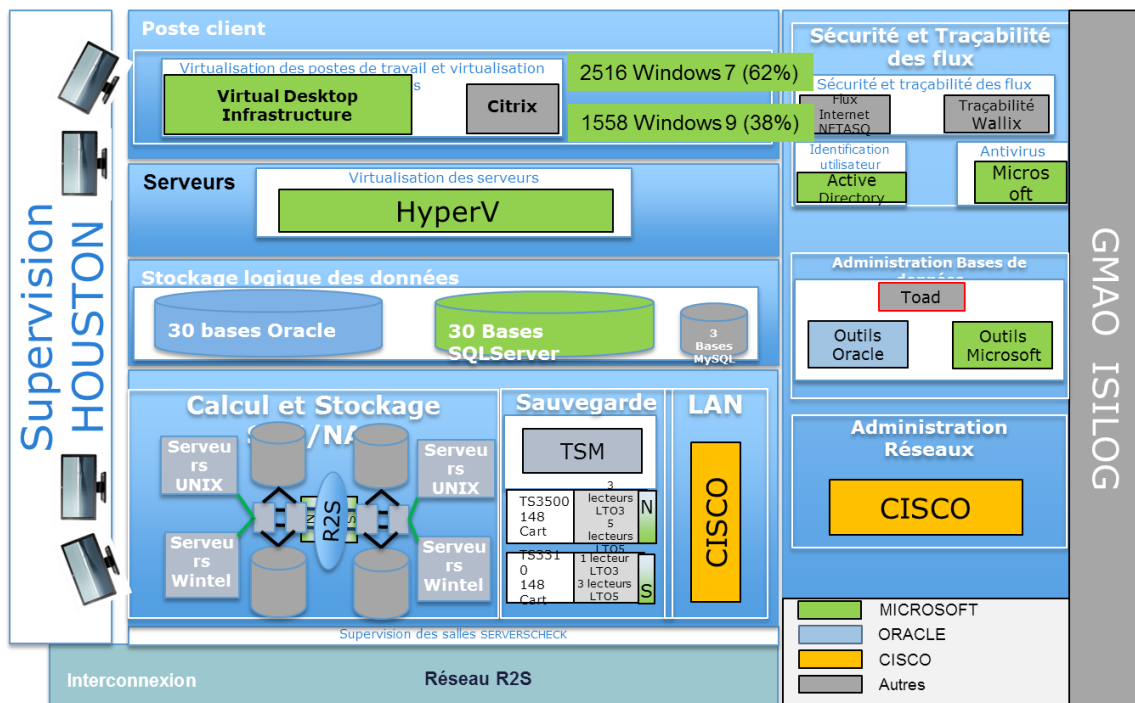 Supervision
HOUSTON
Poste client
Virtualisation des postes de travail et virtualisation
Virtual Desktop
Infrastructure
Citrix
2516 Windows 7 (62%)
1558 Windows 9 (38%)
Serveurs
Virtualisation des serveurs
HyperV
Stockage logique des données
30 bases Oracle
30 Bases
SQLServer
3
Bases
MySQL
Calcul et Stockage
Serveu
rs
UNIX
Serveu
rs
Wintel
N
S
R2S
Serveu
rs
UNIX
Serveu
rs
Wintel
Sauvegarde
TSM
TS3500
148
Cart
3
lecteurs
LTO3
5
lecteurs
LTO5
N
TS331
0
148
Cart
1 lecteur
LTO3
3 lecteurs
LTO5
S
LAN
CISCO
Supervision des salles SERVERSCHECK
Interconnexion
Réseau R2S
Sécurité et Traçabilité
des flux
Sécurité et traçabilité des flux
Flux
Internet
NETASQ
Traçabilité
Wallix
Identification
utilisateur
Active
Directory
Antivirus
Micros
oft
Administration Bases de
données
Toad
Outils
Oracle
Outils
Microsoft
Administration
Réseaux
CISCO
MICROSOFT
ORACLE
CISCO
Autres
GMAO ISILOG